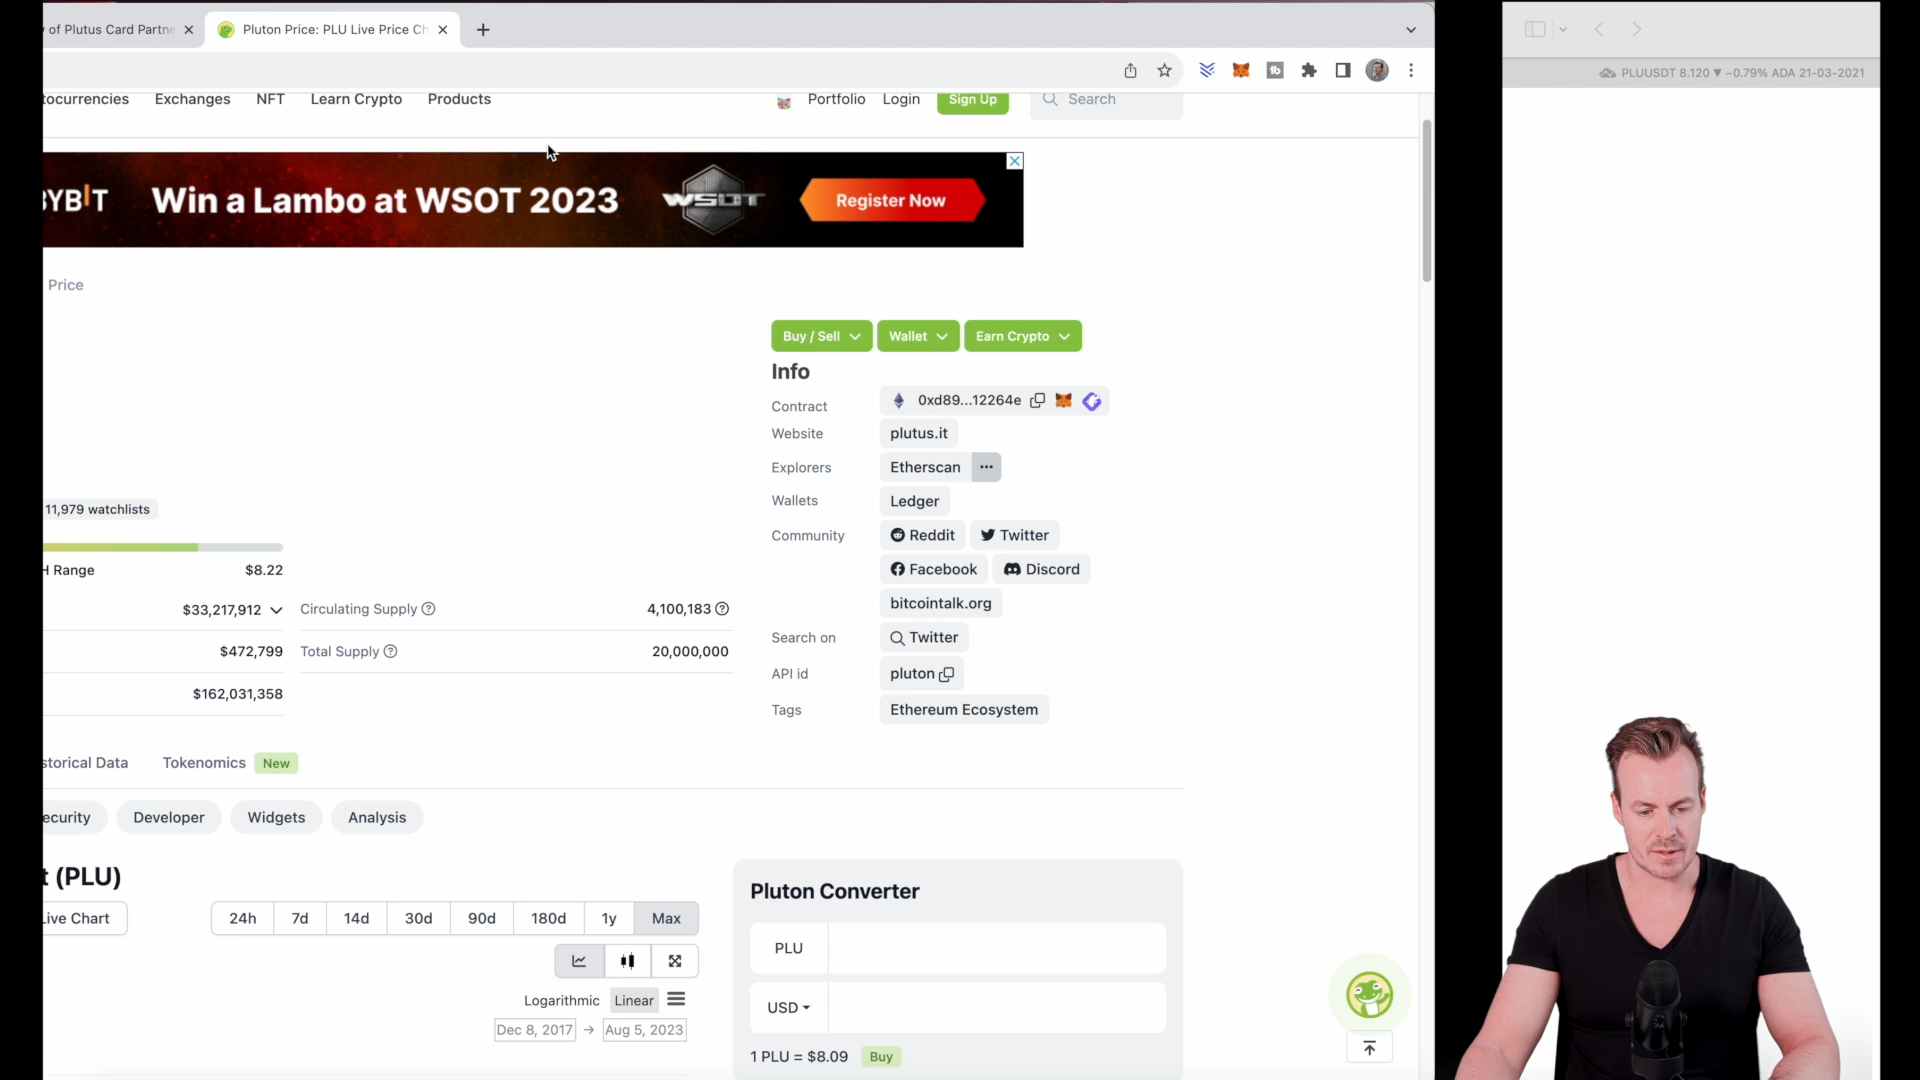 of Plutus Card Partne
Pluton Price: PLU Live Price Ch
PLUUSDT 8.120 ▼ −0.79% ADA 21-03-2021
tocurrencies Exchanges NFT Learn Crypto Products Portfolio Login Sign Up Search
BYBIT Win a Lambo at WSOT 2023 WSOT Register Now
Price
Buy / Sell Wallet Earn Crypto
Info
Contract 0xd89...12264e
Website plutus.it
Explorers Etherscan ...
Wallets Ledger
11,979 watchlists
Community Reddit Twitter
Facebook Discord
H Range $8.22
bitcointalk.org
$33,217,912 Circulating Supply 4,100,183
Search on Twitter
$472,799 Total Supply 20,000,000
API id pluton
$162,031,358
Tags Ethereum Ecosystem
storical Data Tokenomics New
ecurity Developer Widgets Analysis
t (PLU)
Live Chart 24h 7d 14d 30d 90d 180d 1y Max
Logarithmic Linear
Dec 8, 2017 → Aug 5, 2023
Pluton Converter
PLU
USD
1 PLU = $8.09 Buy